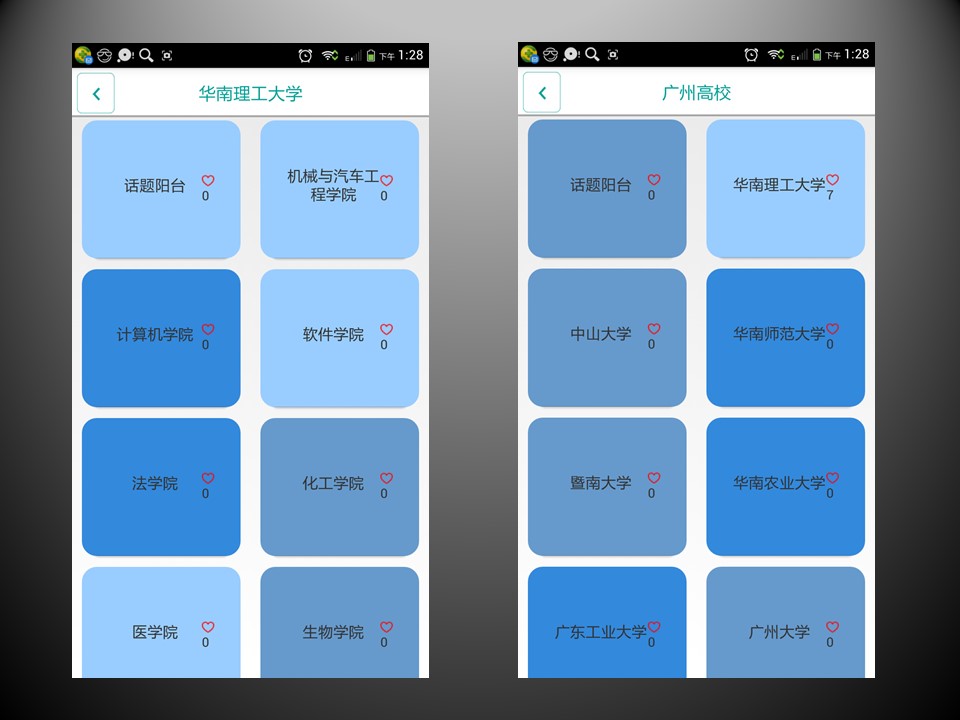 下午 1:28
华南理工大学
话题阳台
0
机械与汽车工
程学院
0
计算机学院
0
软件学院
0
法学院
0
化工学院
0
医学院
0
生物学院
0
E 下午 1:28
广州高校
话题阳台
0
华南理工大学
7
中山大学
0
华南师范大学
0
暨南大学
0
华南农业大学
0
广东工业大学
0
广州大学
0